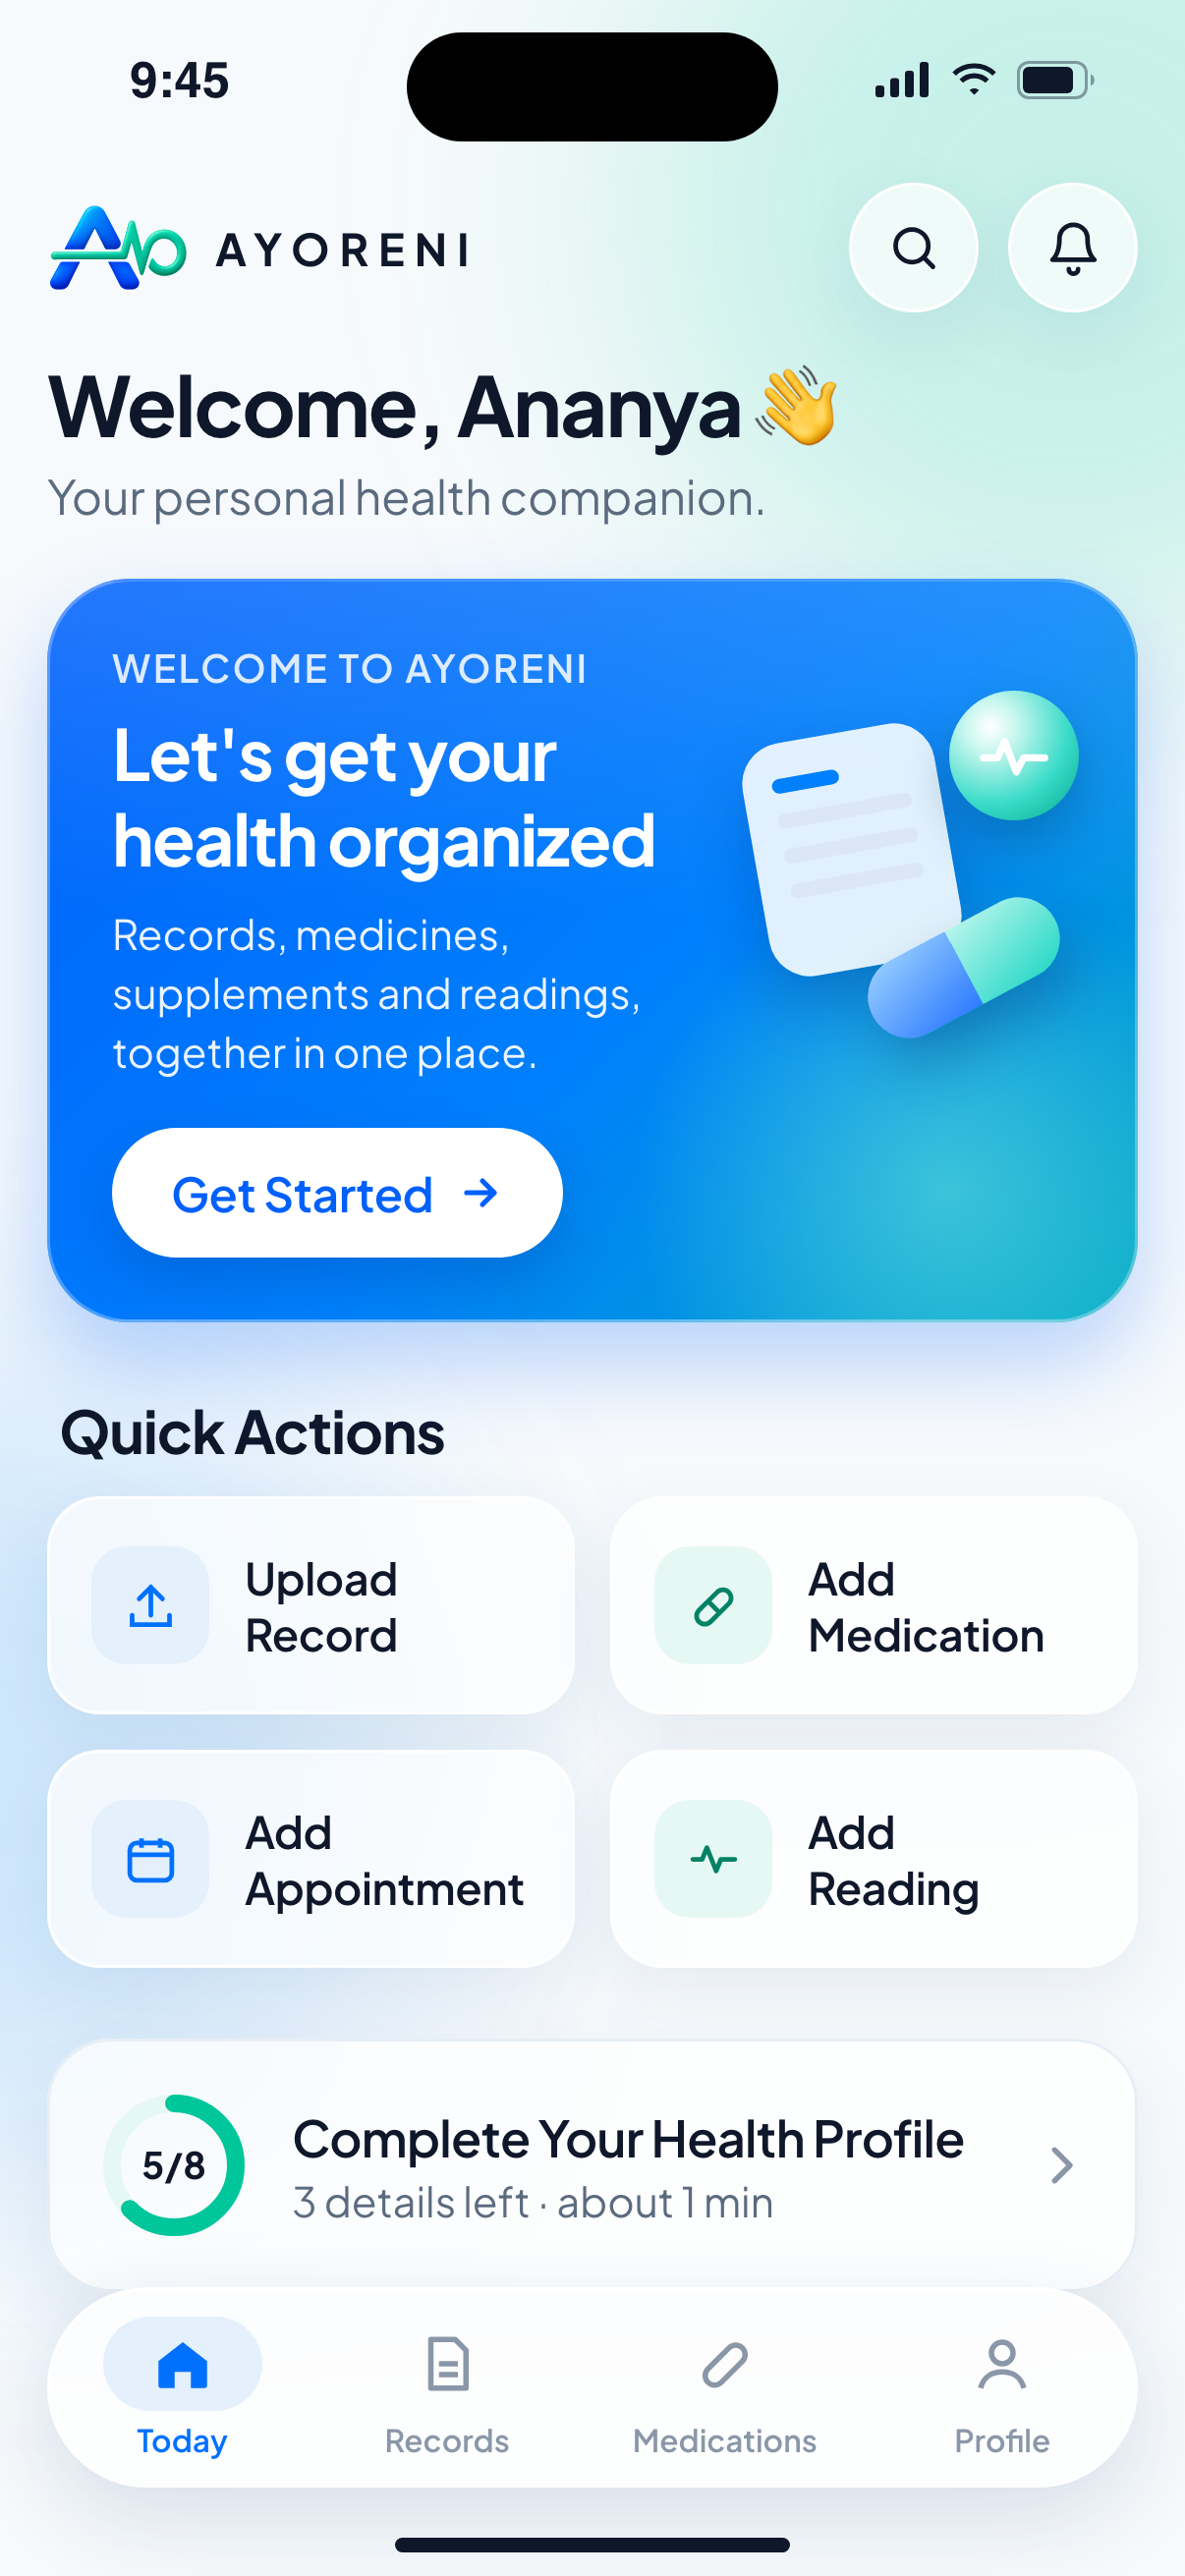 9:45
AYORENI
Welcome, Ananya 👋
Your personal health companion.
WELCOME TO AYORENI
Let's get your
health organized
Records, medicines,
supplements and readings,
together in one place.
Get Started →
Quick Actions
Upload
Record
Add
Medication
Add
Appointment
Add
Reading
5/8
Complete Your Health Profile
3 details left · about 1 min
Today
Records
Medications
Profile